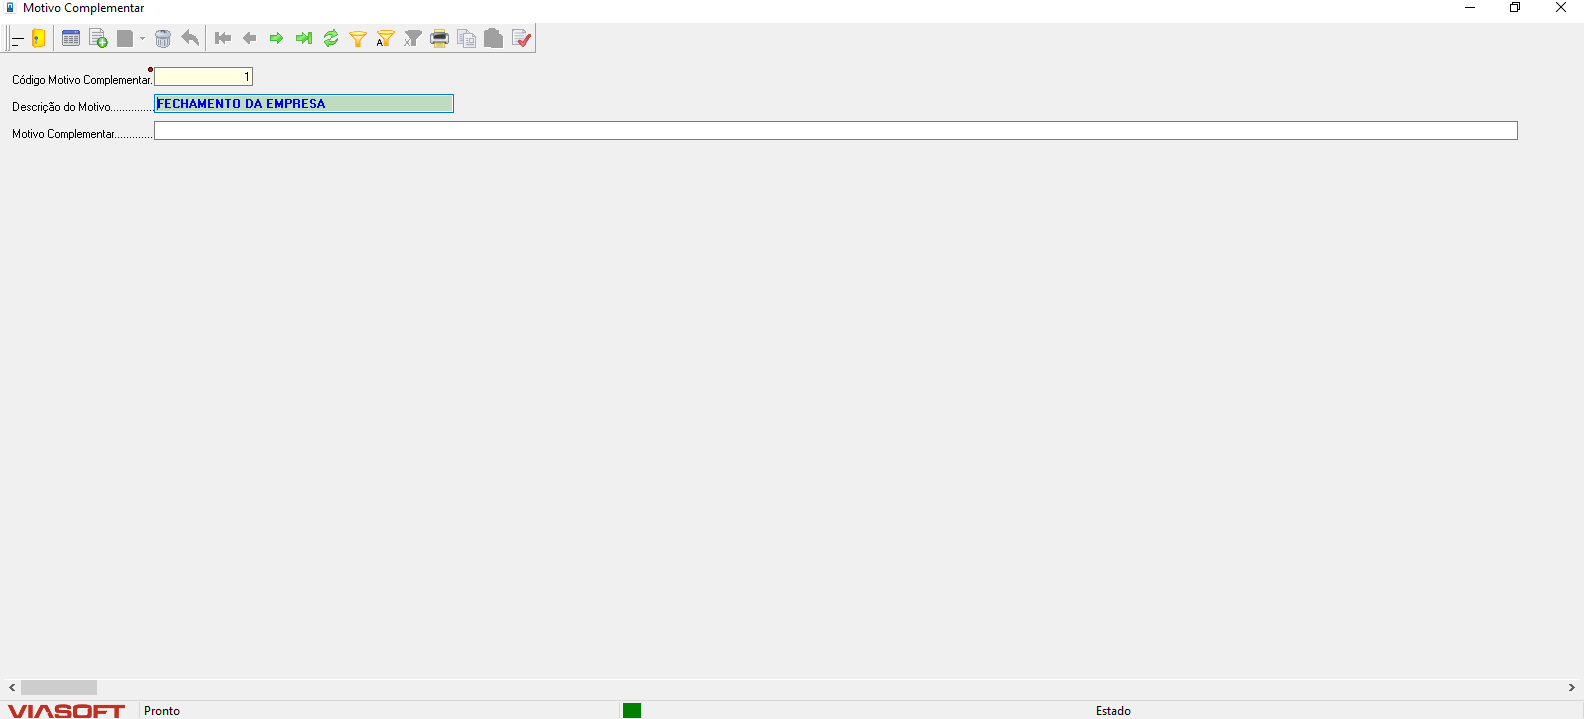 Motivo Complementar
Código Motivo Complementar. 1
Descrição do Motivo.............. FECHAMENTO DA EMPRESA
Motivo Complementar.............
VIASOFT Pronto Estado